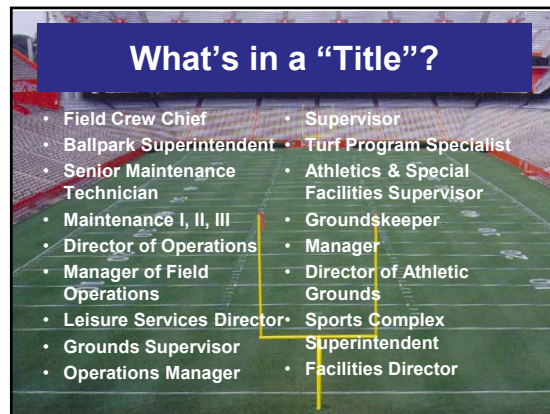 What's in a “Title”?
• Field Crew Chief
• Ballpark Superintendent
• Senior Maintenance
Technician
• Maintenance I, II, III
• Director of Operations
• Manager of Field
Operations
• Leisure Services Director
• Grounds Supervisor
• Operations Manager
• Supervisor
• Turf Program Specialist
• Athletics & Special
Facilities Supervisor
• Groundskeeper
• Manager
• Director of Athletic
Grounds
• Sports Complex
Superintendent
• Facilities Director